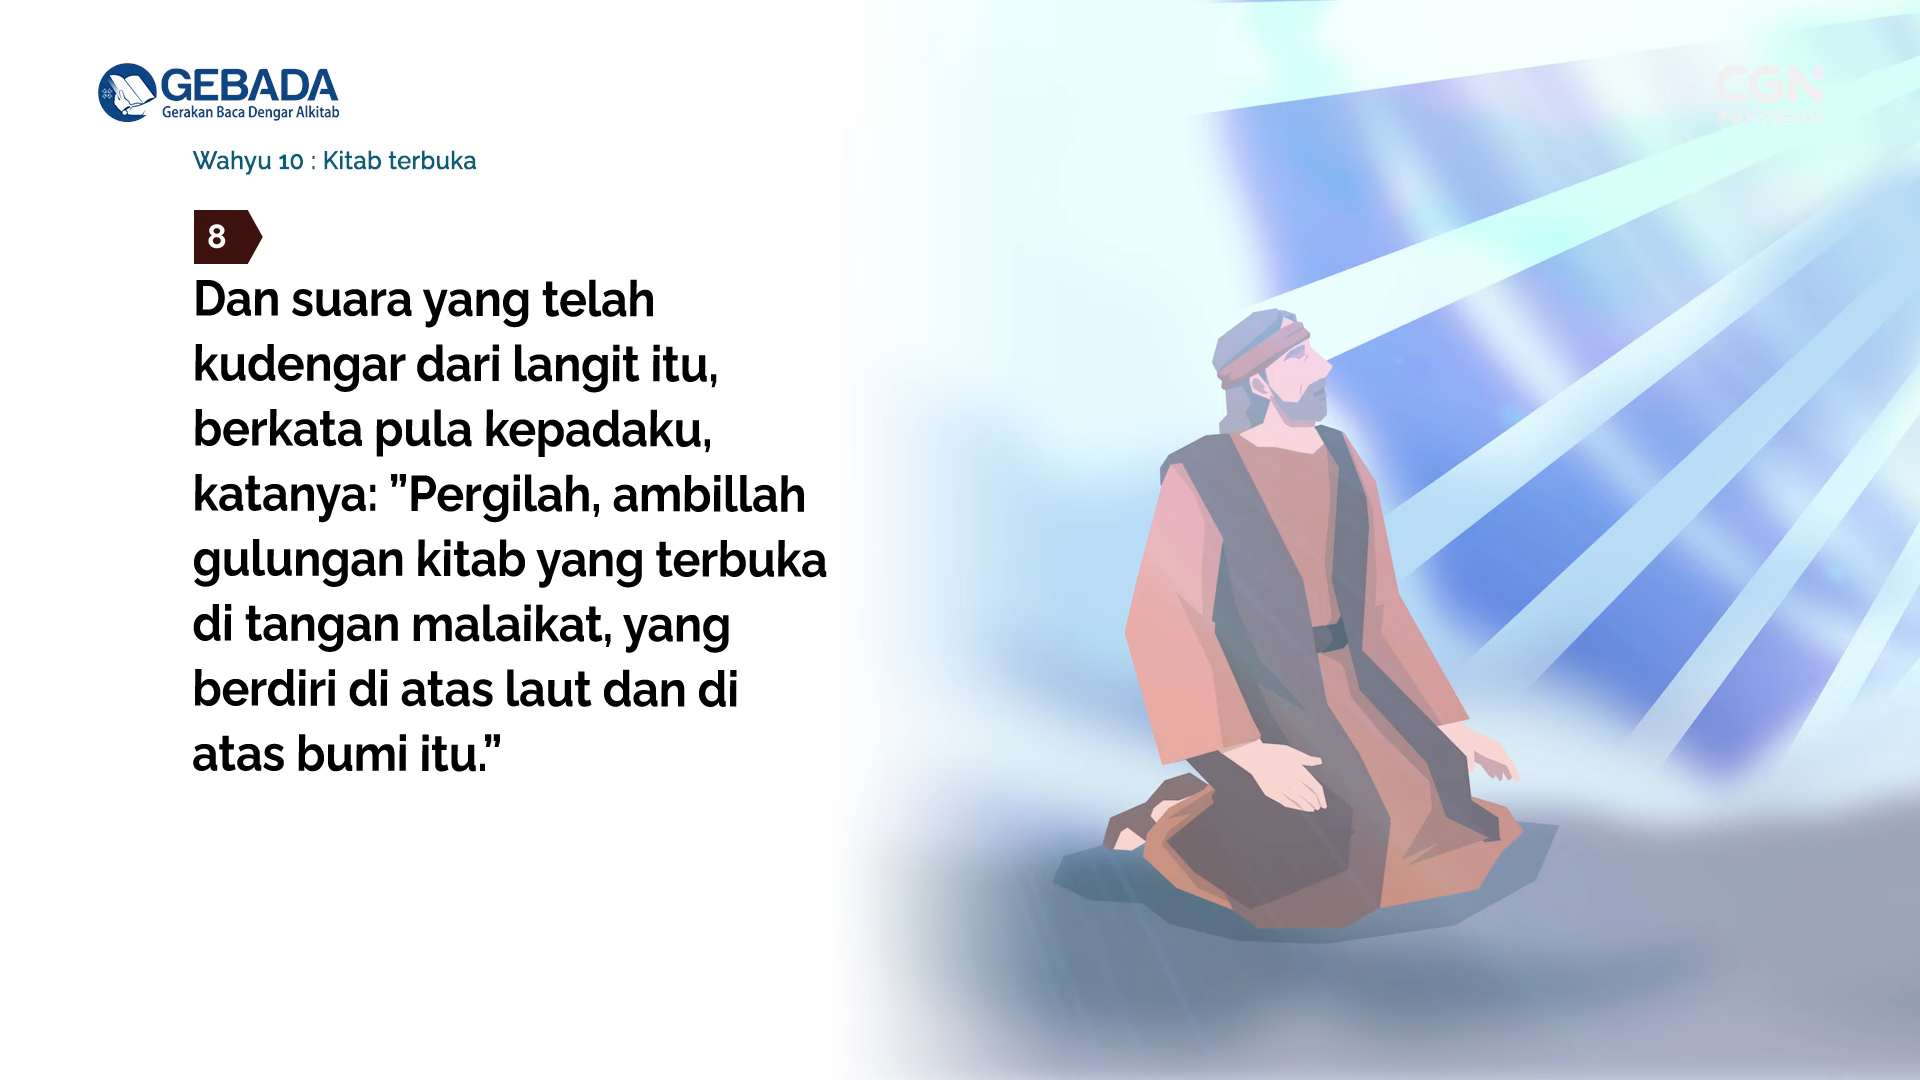 GEBADA
Gerakan Baca Dengar Alkitab
CGN
INDONESIA
Wahyu 10 : Kitab terbuka
8
Dan suara yang telah
kudengar dari langit itu,
berkata pula kepadaku,
katanya: ”Pergilah, ambillah
gulungan kitab yang terbuka
di tangan malaikat, yang
berdiri di atas laut dan di
atas bumi itu.”